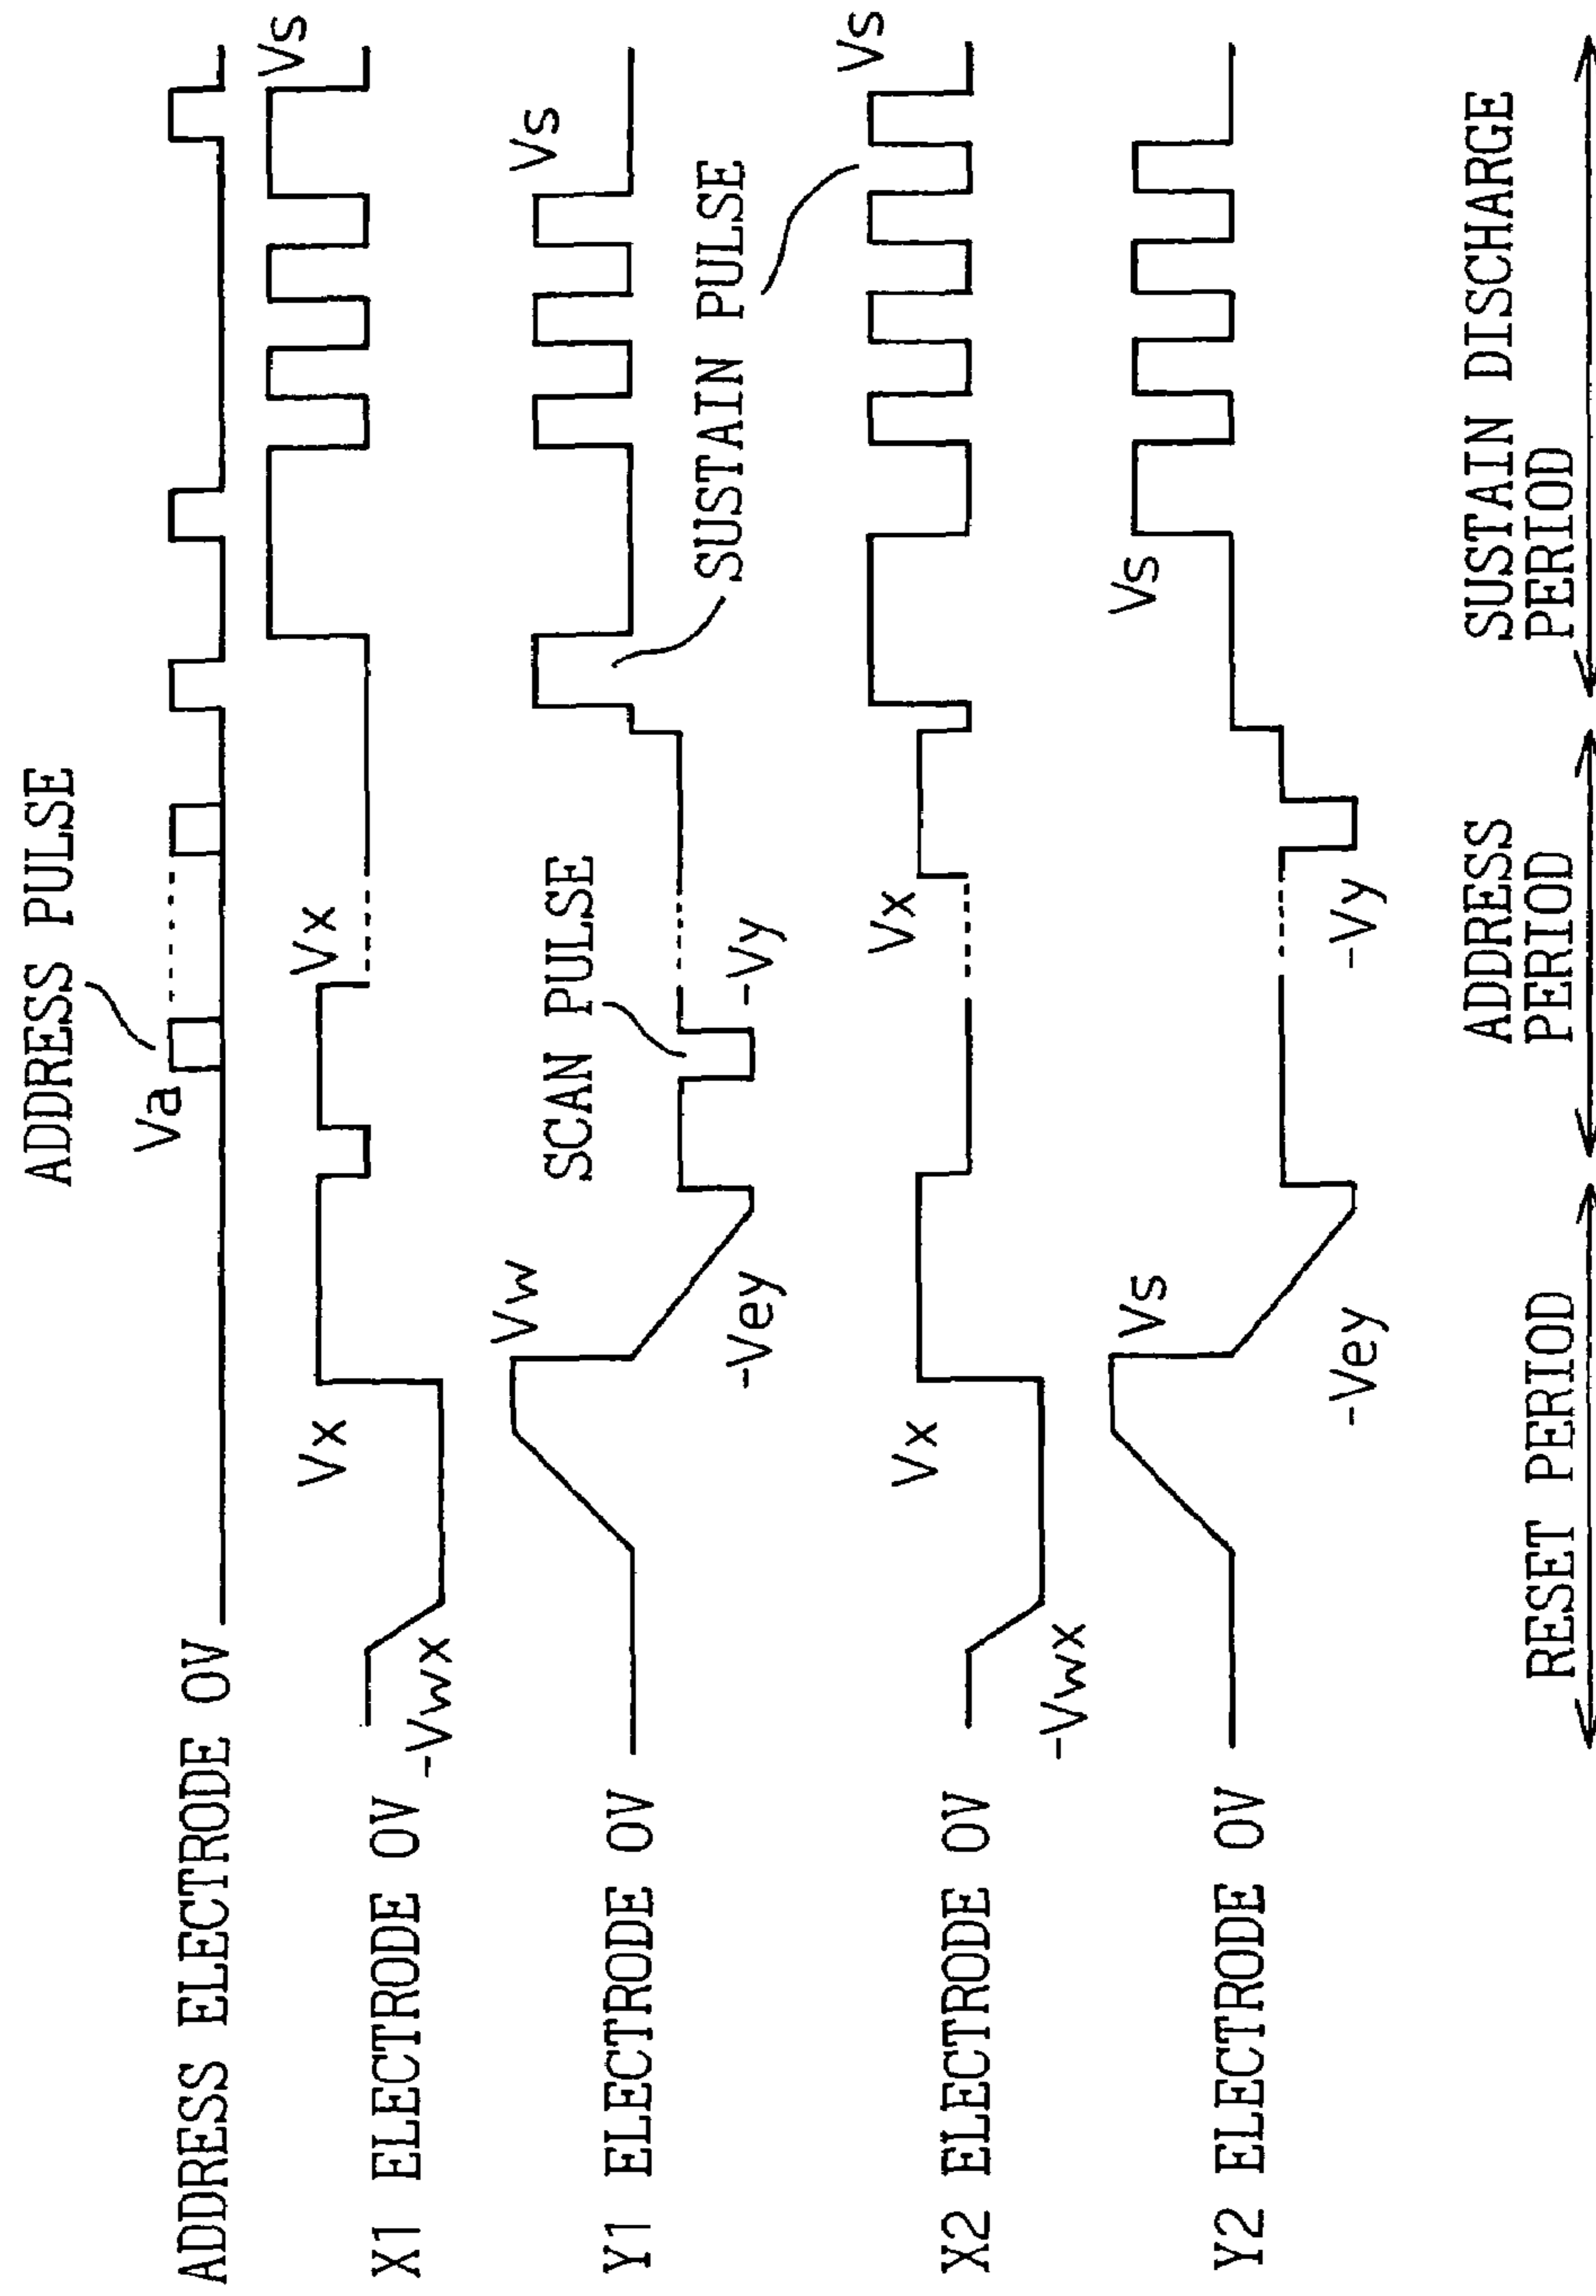 ADDRESS PULSE
Va
ADDRESS ELECTRODE 0V
Vs
Vx
Vx
X1 ELECTRODE 0V
-Vwx
Vs
Vw
SCAN PULSE
Y1 ELECTRODE 0V
-Vey
-Vy
SUSTAIN PULSE
Vs
Vx
Vx
X2 ELECTRODE 0V
-Vwx
Vs
Vs
Y2 ELECTRODE 0V
-Vey
-Vy
RESET PERIOD
ADDRESS
PERIOD
SUSTAIN DISCHARGE
PERIOD